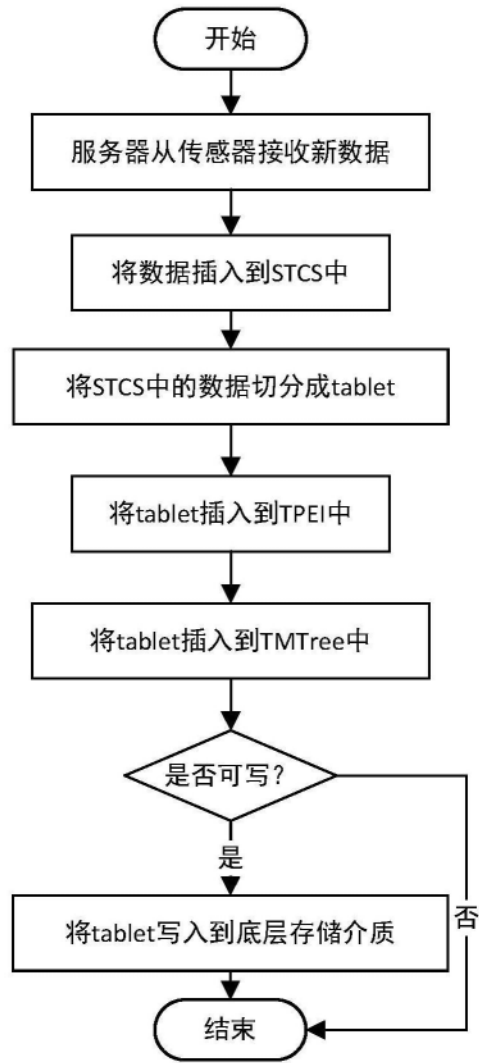 开始
服务器从传感器接收新数据
将数据插入到STCS中
将STCS中的数据切分成tablet
将tablet插入到TPEI中
将tablet插入到TMTree中
是否可写?
是
将tablet写入到底层存储介质
否
结束